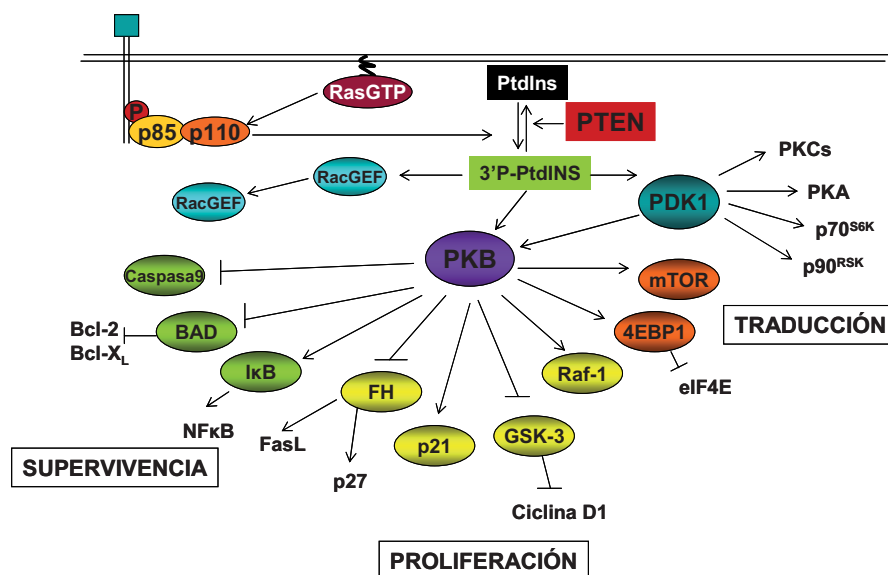 PtdIns
RasGTP
P
p85
p110
PTEN
PKCs
3'P-PtdINS
RacGEF
RacGEF
PDK1
PKA
p70S6K
p90RSK
PKB
Caspasa9
mTOR
BAD
Bcl-2
Bcl-XL
4EBP1
TRADUCCIÓN
IκB
FH
Raf-1
eIF4E
NFκB
FasL
p21
GSK-3
SUPERVIVENCIA
p27
Ciclina D1
PROLIFERACIÓN